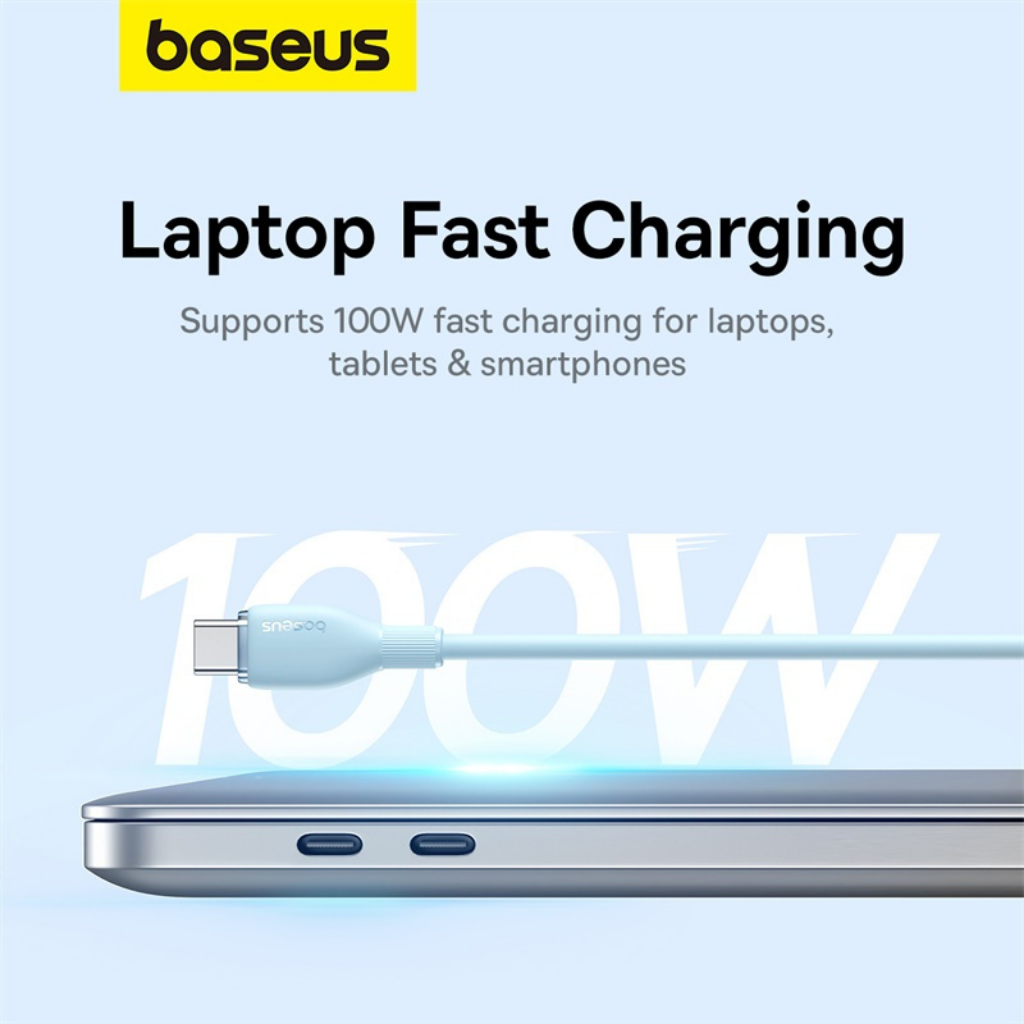 baseus
Laptop Fast Charging
Supports 100W fast charging for laptops,
tablets & smartphones
100W
baseus